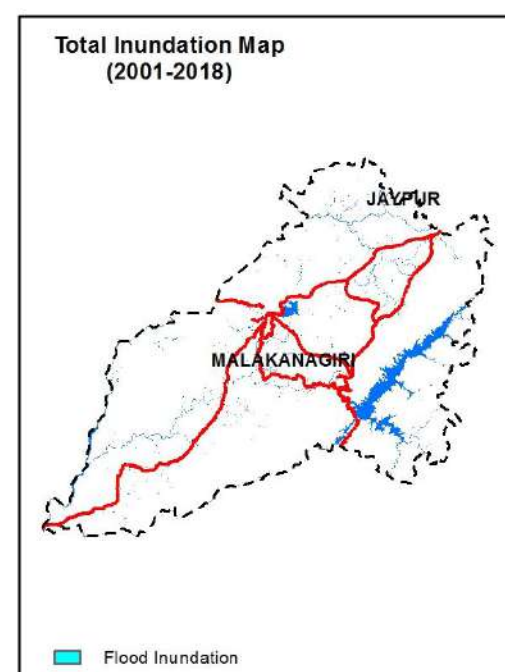 Total Inundation Map
(2001-2018)
JAYPUR
MALAKANAGIRI
Flood Inundation